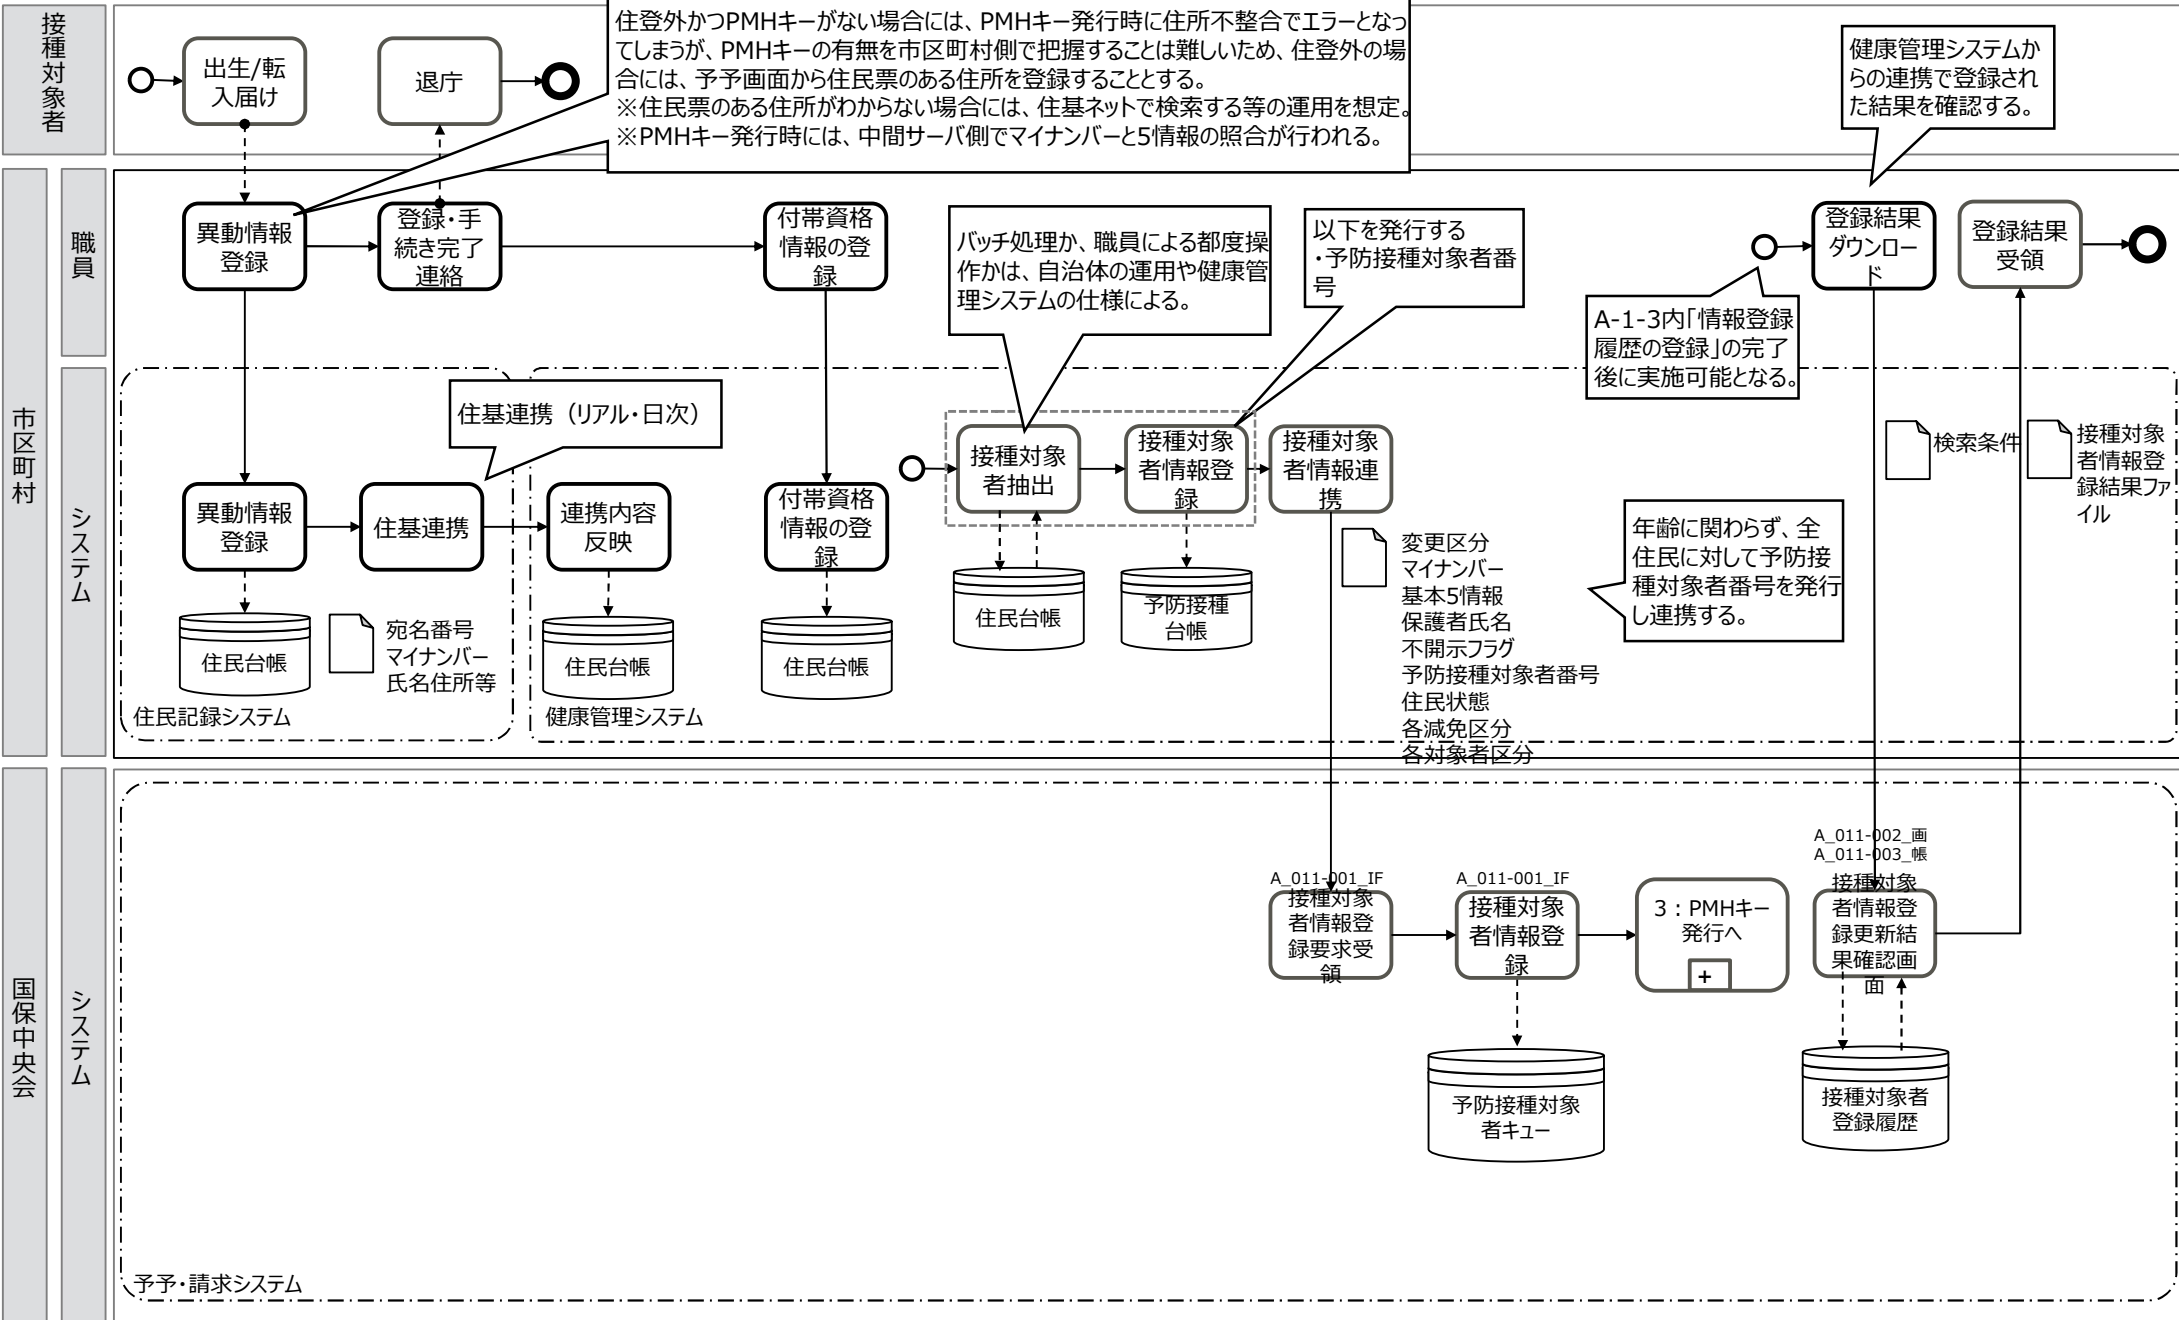 接種対象者
出生/転
入届け
退庁
住登外かつPMHキーがない場合には、PMHキー発行時に住所不整合でエラーとなっ
てしまうが、PMHキーの有無を市区町村側で把握することは難しいため、住登外の場
合には、予予画面から住民票のある住所を登録することとする。
※住民票のある住所がわからない場合には、住基ネットで検索する等の運用を想定。
※PMHキー発行時には、中間サーバ側でマイナンバーと5情報の照合が行われる。
健康管理システムか
らの連携で登録され
た結果を確認する。
市区町村
職員
異動情報
登録
登録・手
続き完了
連絡
付帯資格
情報の登
録
バッチ処理か、職員による都度操
作かは、自治体の運用や健康管
理システムの仕様による。
以下を発行する
・予防接種対象者番
号
登録結果
ダウンロー
ド
登録結果
受領
A-1-3内「情報登録
履歴の登録」の完了
後に実施可能となる。
システム
住基連携（リアル・日次）
異動情報
登録
住基連携
連携内容
反映
付帯資格
情報の登
録
接種対象
者抽出
接種対象
者情報登
録
接種対象
者情報連
携
検索条件
接種対象
者情報登
録結果ファ
イル
住民台帳
宛名番号
マイナンバー
氏名住所等
住民台帳
住民台帳
住民台帳
予防接種
台帳
変更区分
マイナンバー
基本5情報
保護者氏名
不開示フラグ
予防接種対象者番号
住民状態
各減免区分
各対象者区分
年齢に関わらず、全
住民に対して予防接
種対象者番号を発行
し連携する。
住民記録システム
健康管理システム
国保中央会
システム
A_011-001_IF
接種対象
者情報登
録要求受
領
A_011-001_IF
接種対象
者情報登
録
3：PMHキー
発行へ
+
A_011-002_画
A_011-003_帳
接種対象
者情報登
録更新結
果確認画
面
予防接種対象
者キュー
接種対象者
登録履歴
予予・請求システム